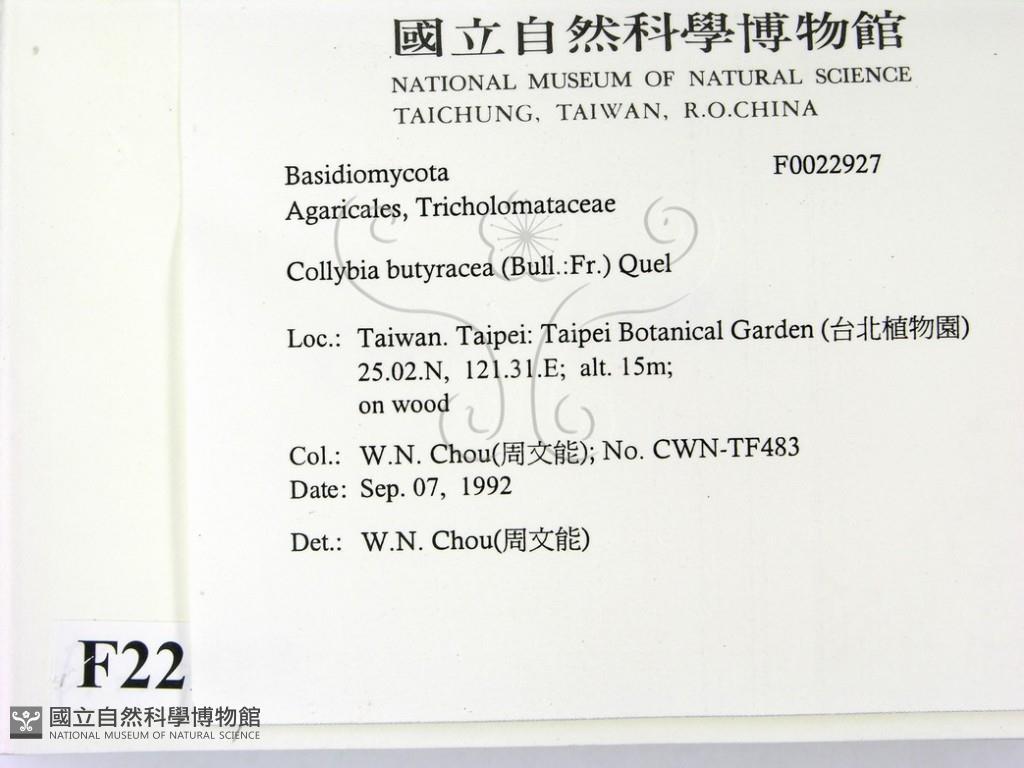 國立自然科學博物館
NATIONAL MUSEUM OF NATURAL SCIENCE
TAICHUNG, TAIWAN, R.O.CHINA
Basidiomycota F0022927
Agaricales, Tricholomataceae
Collybia butyracea (Bull.:Fr.) Quel
Loc.: Taiwan. Taipei: Taipei Botanical Garden (台北植物園)
25.02.N, 121.31.E; alt. 15m;
on wood
Col.: W.N. Chou(周文能); No. CWN-TF483
Date: Sep. 07, 1992
Det.: W.N. Chou(周文能)
F22
國立自然科學博物館
NATIONAL MUSEUM OF NATURAL SCIENCE